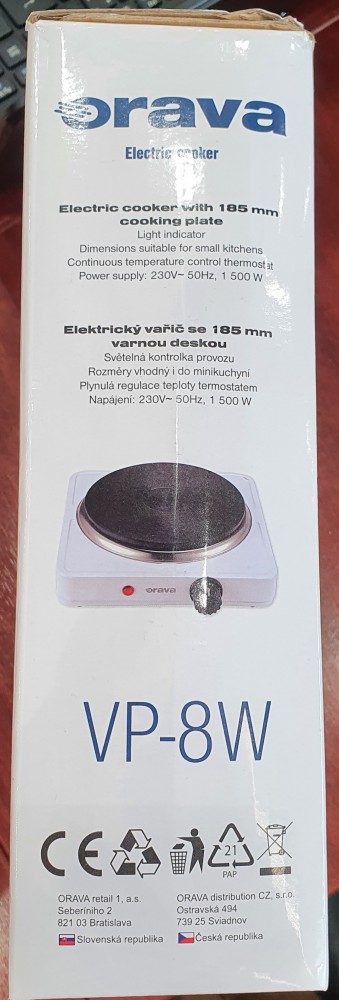 orava
Electric cooker
Electric cooker with 185 mm
cooking plate
Light indicator
Dimensions suitable for small kitchens
Continuous temperature control thermostat
Power supply: 230V~ 50Hz, 1 500 W
Elektrický vařič se 185 mm
varnou deskou
Světelná kontrolka provozu
Rozměry vhodný i do minikuchyní
Plynulá regulace teploty termostatem
Napájení: 230V~ 50Hz, 1 500 W
orava
VP-8W
CE
21
PAP
ORAVA retail 1, a.s.
Seberíniho 2
821 03 Bratislava
Slovenská republika
ORAVA distribution CZ, s.r.o.
Ostravská 494
739 25 Sviadnov
Česká republika